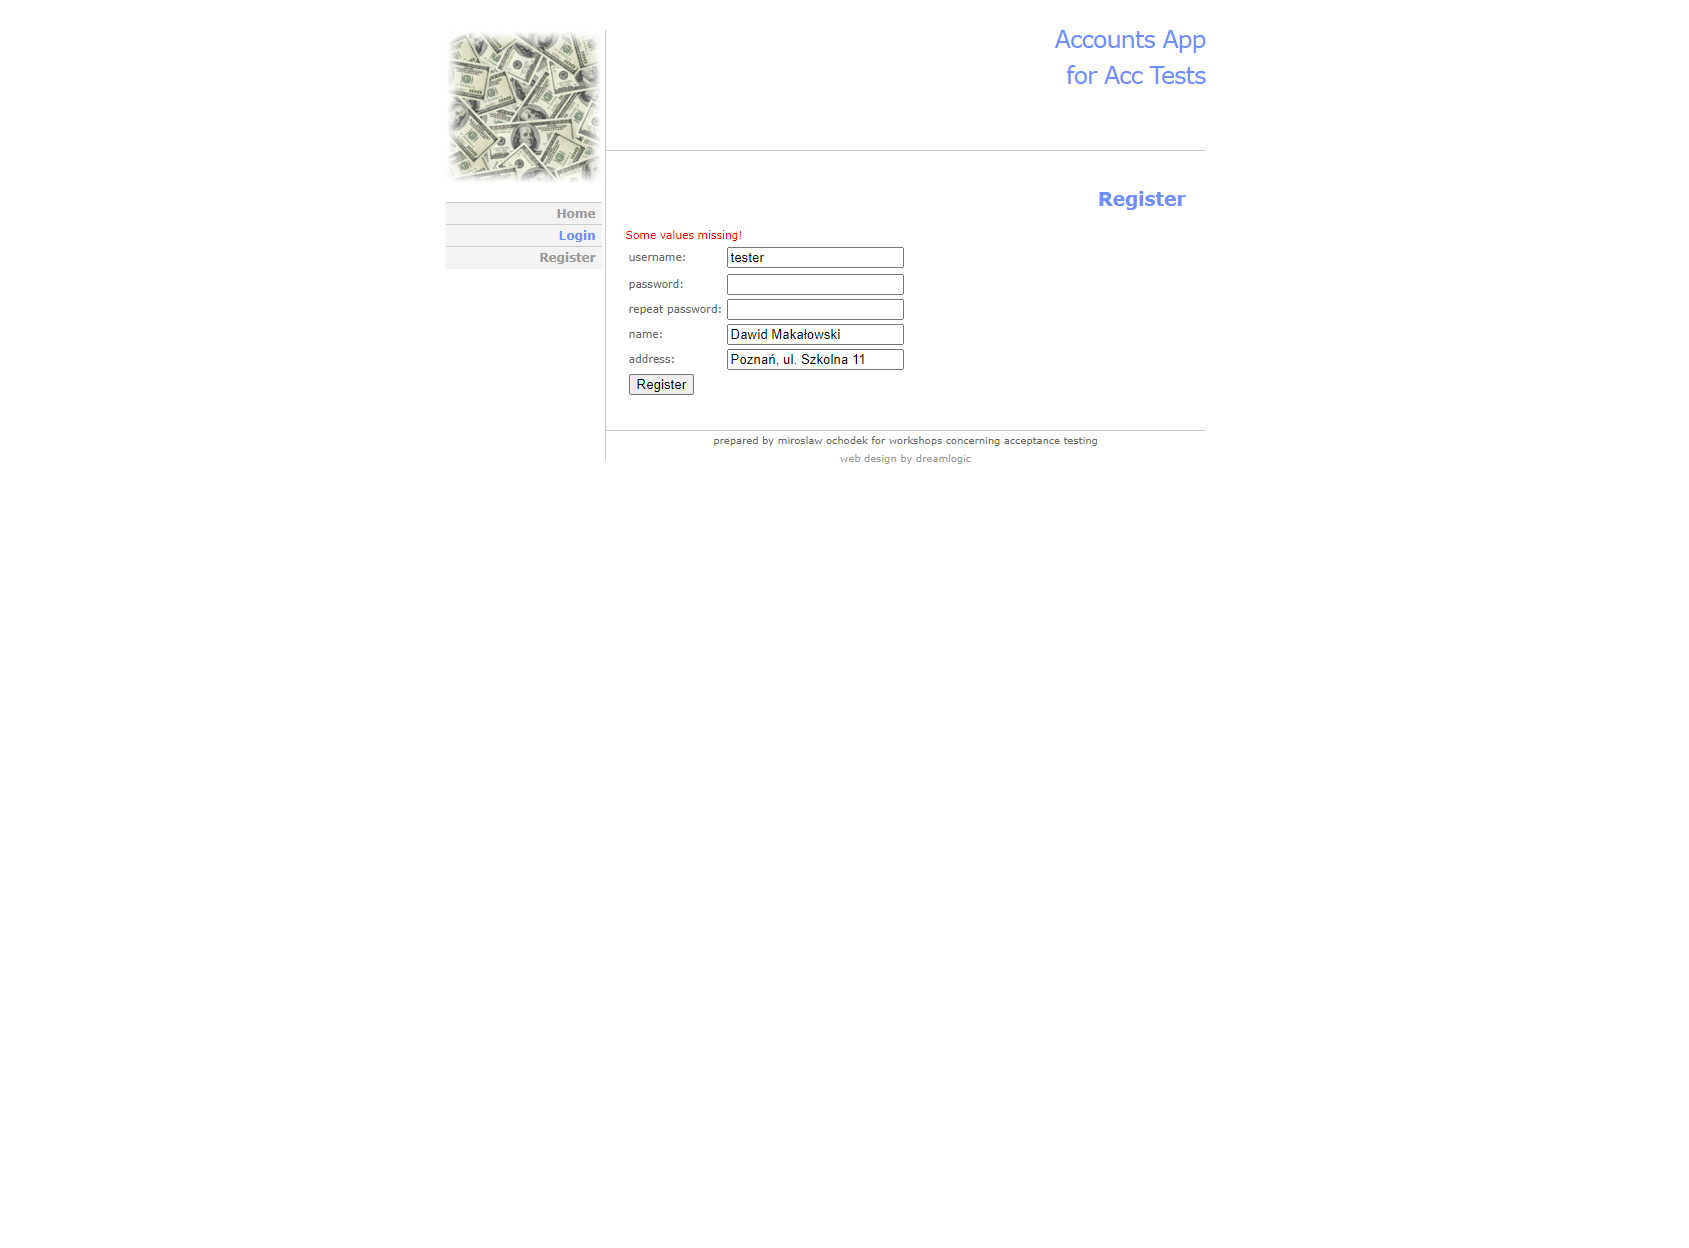 Accounts App
for Acc Tests
Home
Login
Register
Register
Some values missing!
username: tester
password:
repeat password:
name: Dawid Makałowski
address: Poznań, ul. Szkolna 11
Register
prepared by miroslaw ochodek for workshops concerning acceptance testing
web design by dreamlogic